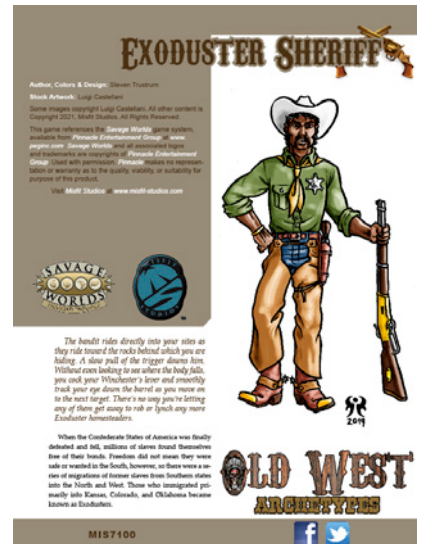 EXODUSTER SHERIFF
Author, Colors & Design: Steven Trustrum
Stock Artwork: Luigi Castellani
Some images copyright Luigi Castellani. All other content is
Copyright 2021, Misfit Studios. All Rights Reserved.
This game references the Savage Worlds game system,
available from Pinnacle Entertainment Group at www.
peginc.com. Savage Worlds and all associated logos
and trademarks are copyrights of Pinnacle Entertainment
Group. Used with permission. Pinnacle makes no represen-
tation or warranty as to the quality, viability, or suitability for
purpose of this product.
Visit Misfit Studios at www.misfit-studios.com
SAVAGE
WORLDS
MISFIT
STUDIOS
The bandit rides directly into your sites as
they ride toward the rocks behind which you are
hiding. A slow pull of the trigger downs him.
Without even looking to see where the body falls,
you cock your Winchester's lever and smoothly
track your eye down the barrel as you move on
to the next target. There's no way you're letting
any of them get away to rob or lynch any more
Exoduster homesteaders.
2014
When the Confederate States of America was finally
defeated and fell, millions of slaves found themselves
free of their bonds. Freedom did not mean they were
safe or wanted in the South, however, so there were a se-
ries of migrations of former slaves from Southern states
into the North and West. Those who immigrated pri-
marily into Kansas, Colorado, and Oklahoma became
known as Exodusters.
OLD WEST
ARCHETYPES
MIS7100